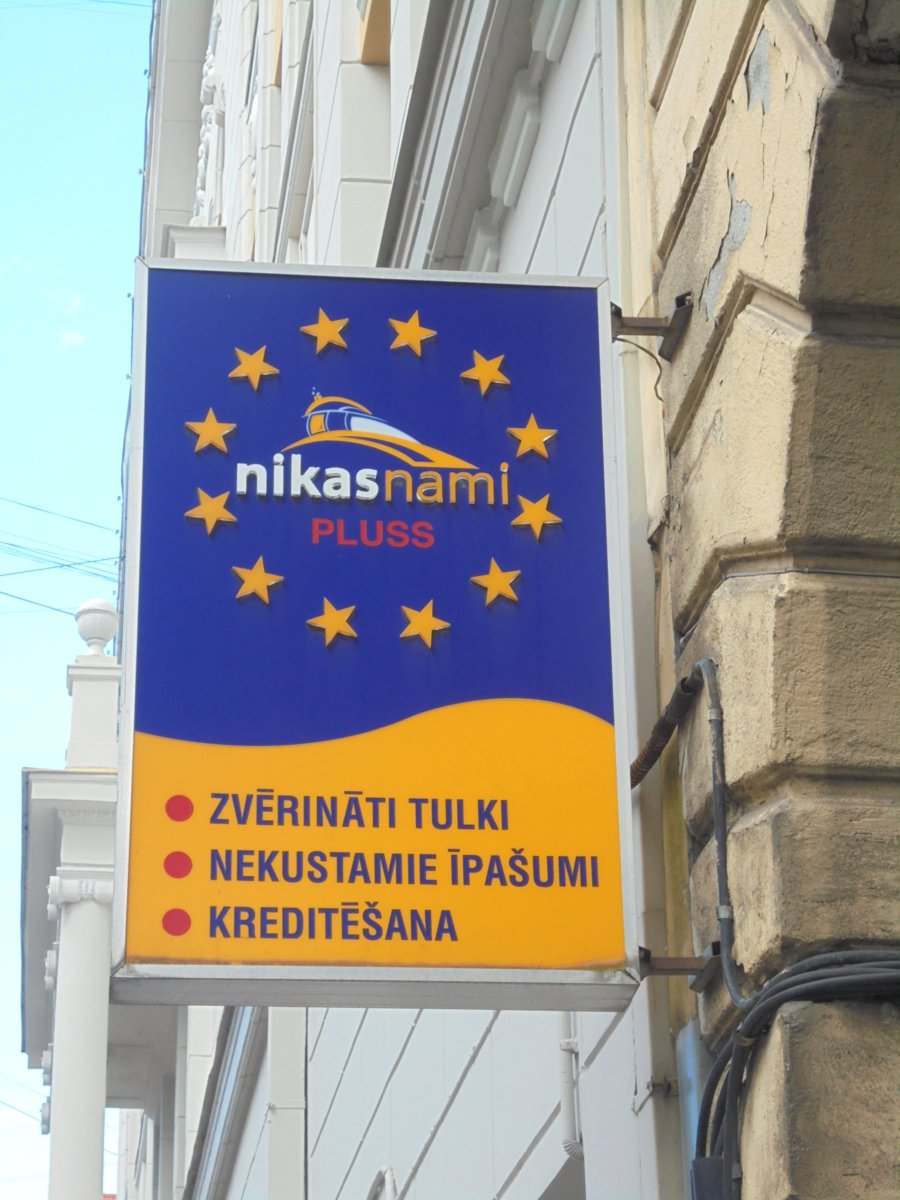 nikasnami
PLUSS
ZVĒRINĀTI TULKI
NEKUSTAMIE ĪPAŠUMI
KREDITĒŠANA